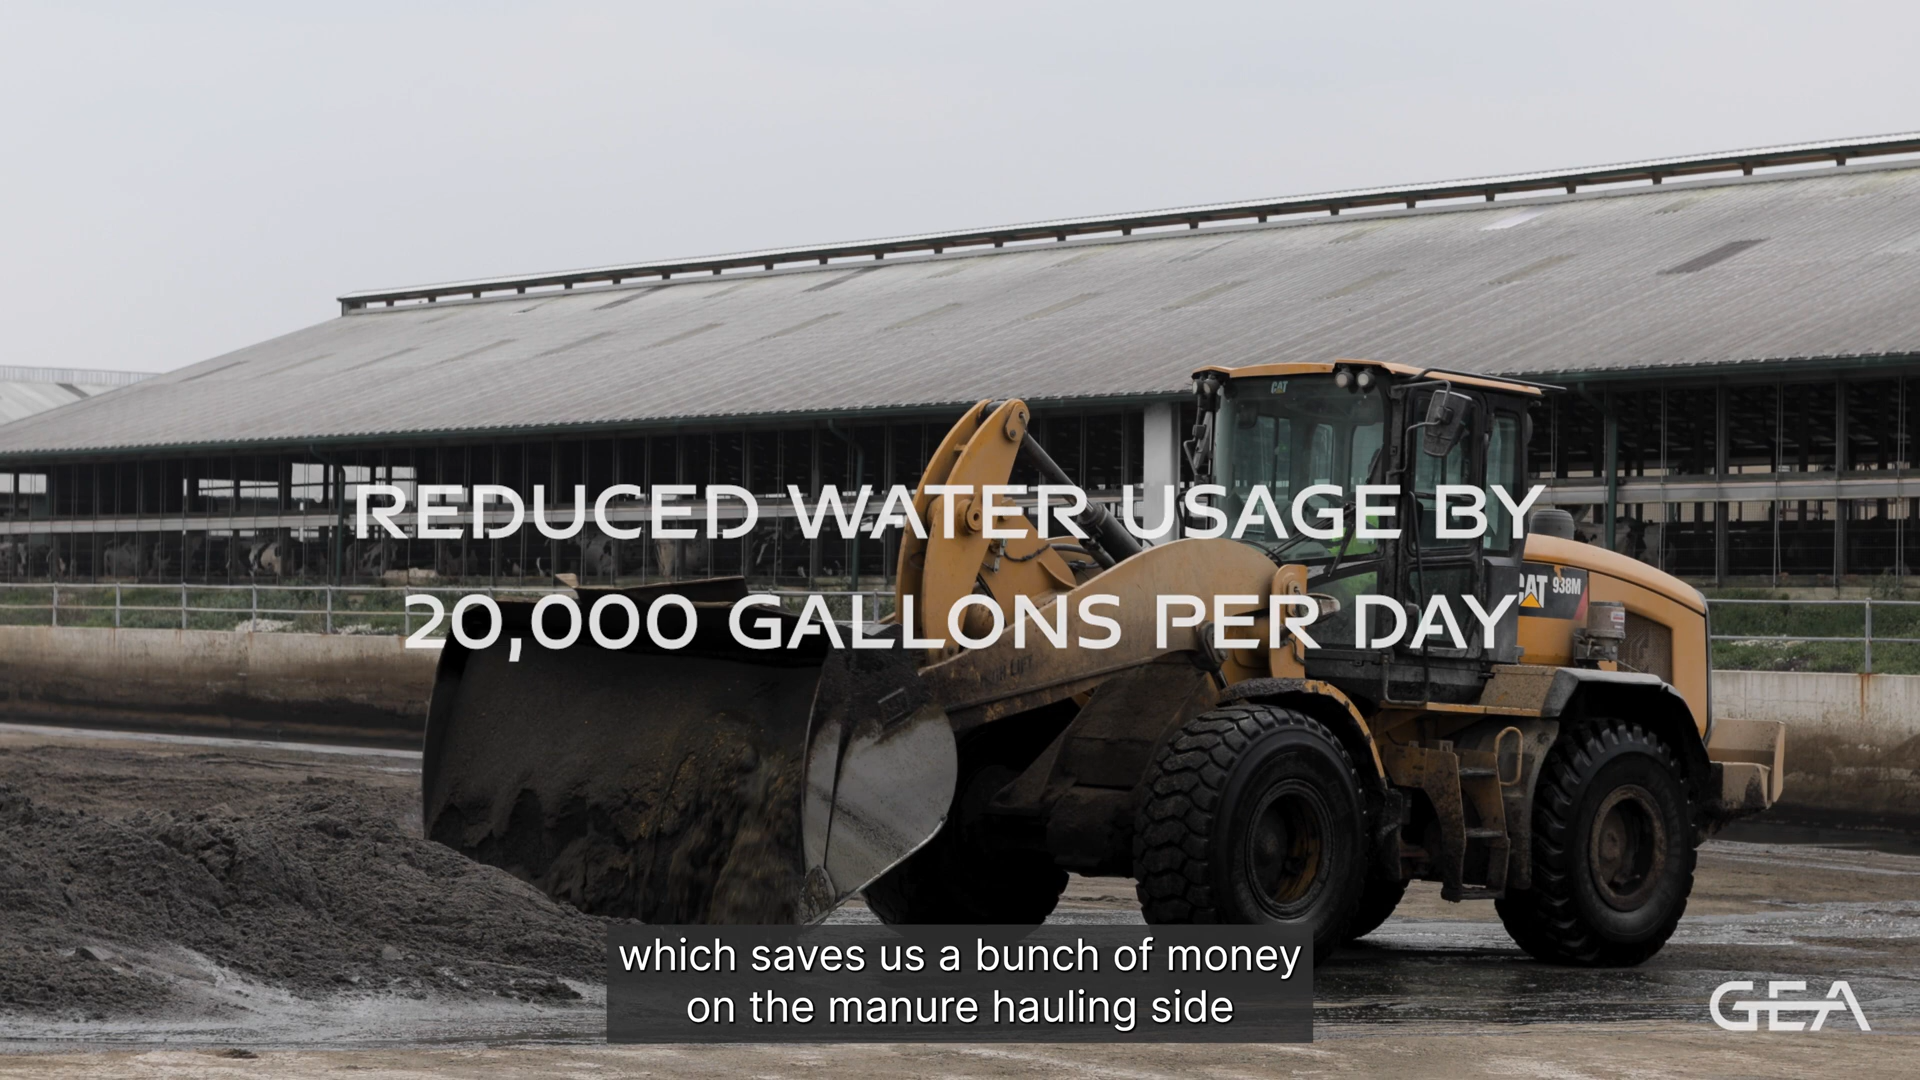 CAT
REDUCED WATER USAGE BY
20,000 GALLONS PER DAY
CAT 938M
which saves us a bunch of money
on the manure hauling side
GEA